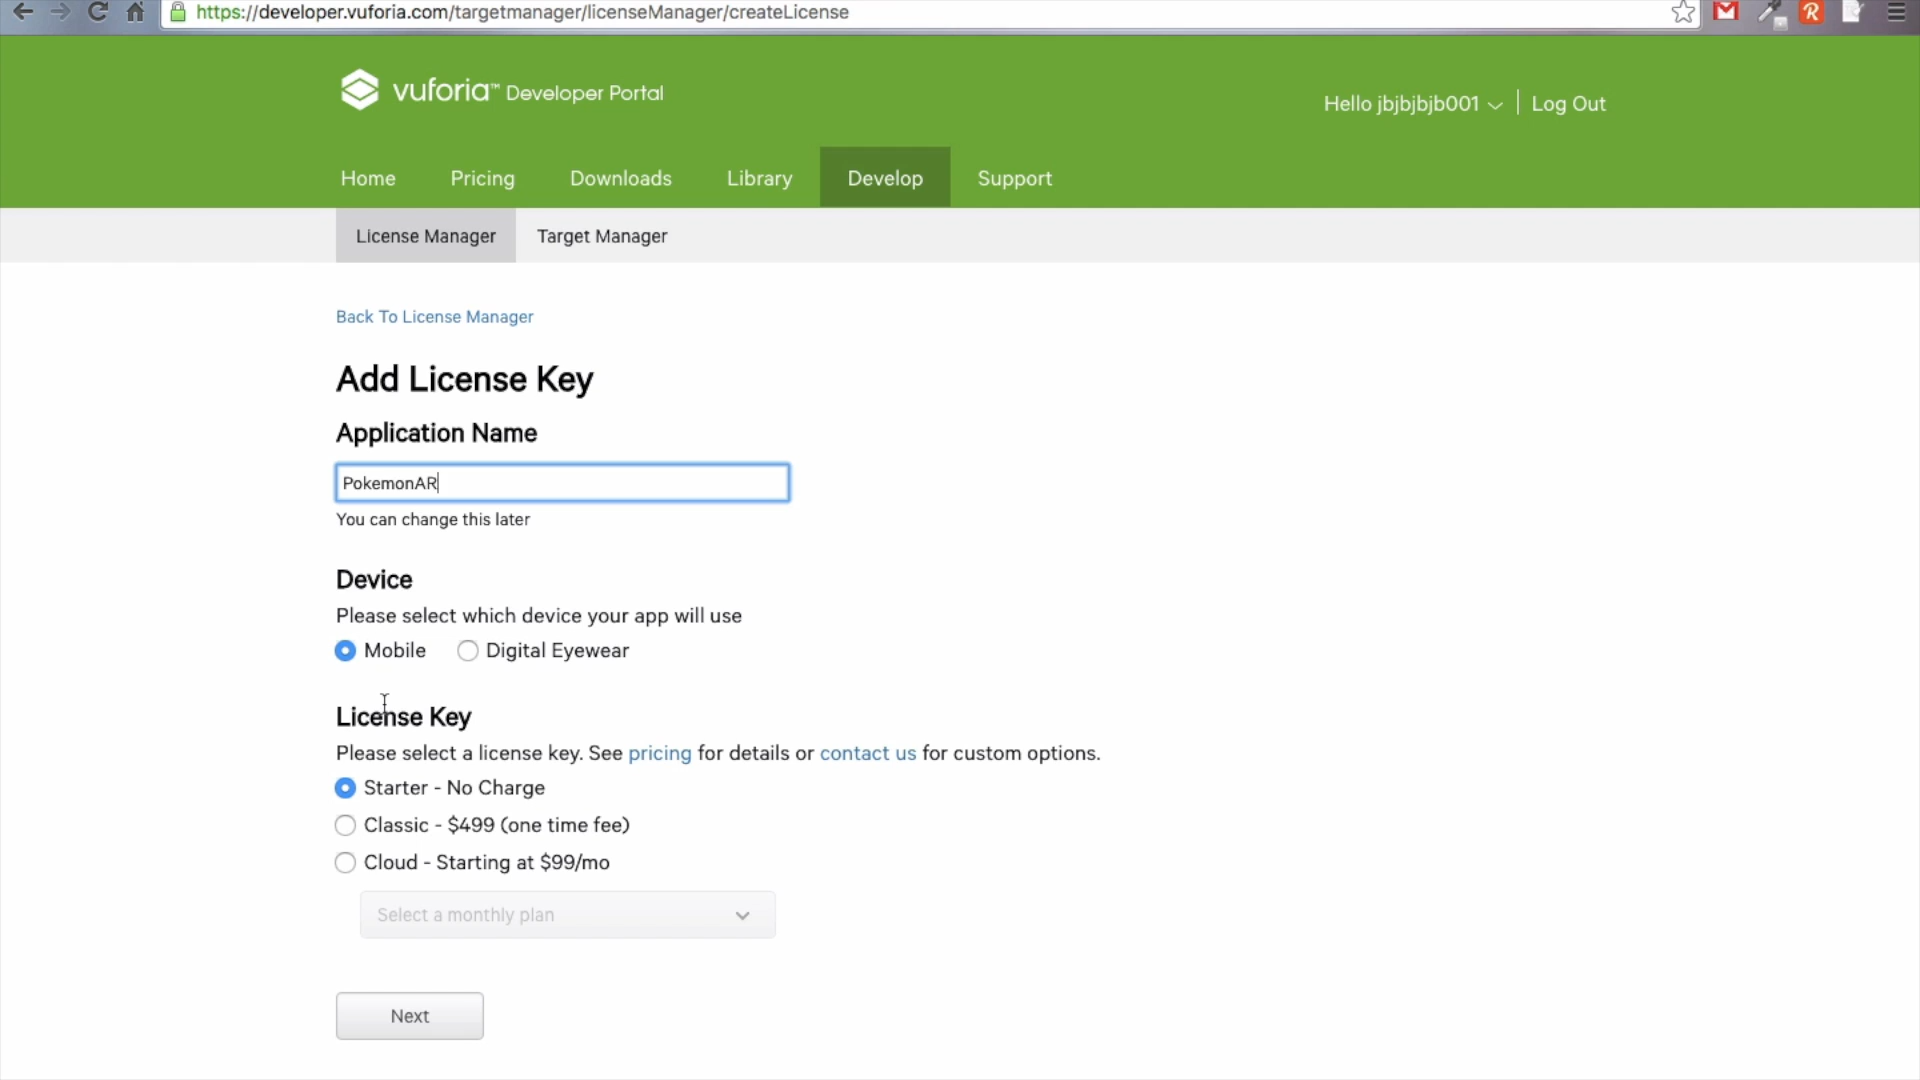 https://developer.vuforia.com/targetmanager/licenseManager/createLicense
vuforia™ Developer Portal
Hello jbjbjbjb001 Log Out
Home Pricing Downloads Library Develop Support
License Manager Target Manager
Back To License Manager
Add License Key
Application Name
PokemonAR
You can change this later
Device
Please select which device your app will use
Mobile Digital Eyewear
License Key
Please select a license key. See pricing for details or contact us for custom options.
Starter - No Charge
Classic - $499 (one time fee)
Cloud - Starting at $99/mo
Select a monthly plan
Next